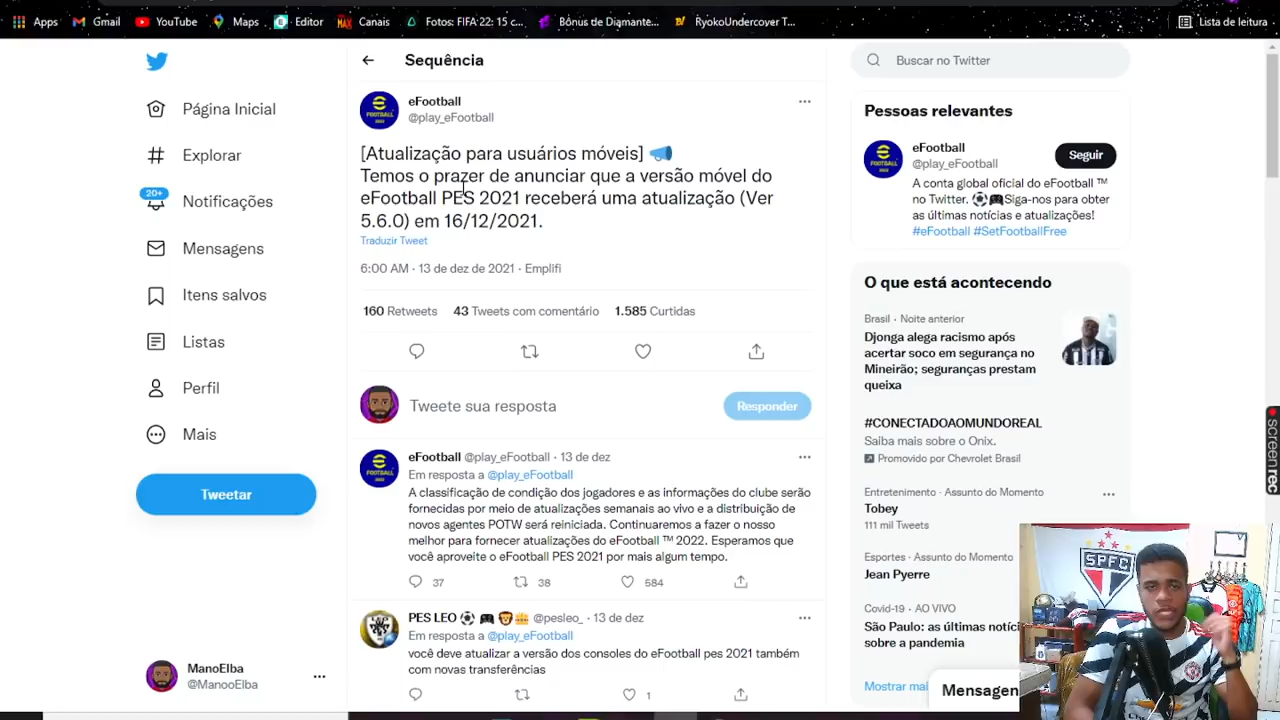 Apps
Gmail
YouTube
Maps
Editor
MAX
Canais
Fotos: FIFA 22: 15 c...
Bônus de Diamante...
RyokoUndercover T...
Lista de leitura
Página Inicial
Explorar
20+
Notificações
Mensagens
Itens salvos
Listas
Perfil
Mais
Tweetar
ManoElba
@ManooElba
Sequência
eFootball
@play_eFootball
[Atualização para usuários móveis]
Temos o prazer de anunciar que a versão móvel do
eFootball PES 2021 receberá uma atualização (Ver
5.6.0) em 16/12/2021.
Traduzir Tweet
6:00 AM · 13 de dez de 2021 · Emplifi
160 Retweets 43 Tweets com comentário 1.585 Curtidas
Tweete sua resposta
Responder
eFootball @play_eFootball · 13 de dez
Em resposta a @play_eFootball
A classificação de condição dos jogadores e as informações do clube serão
fornecidas por meio de atualizações semanais ao vivo e a distribuição de
novos agentes POTW será reiniciada. Continuaremos a fazer o nosso
melhor para fornecer atualizações do eFootball ™ 2022. Esperamos que
você aproveite o eFootball PES 2021 por mais algum tempo.
37 38 584
PES LEO @pesleo_ · 13 de dez
Em resposta a @play_eFootball
você deve atualizar a versão dos consoles do eFootball pes 2021 também
com novas transferências
1
Buscar no Twitter
Pessoas relevantes
eFootball
@play_eFootball
Seguir
A conta global oficial do eFootball ™
no Twitter. Siga-nos para obter
as últimas notícias e atualizações!
#eFootball #SetFootballFree
O que está acontecendo
Brasil · Noite anterior
Djonga alega racismo após
acertar soco em segurança no
Mineirão; seguranças prestam
queixa
#CONECTADOAOMUNDOREAL
Saiba mais sobre o Onix.
Promovido por Chevrolet Brasil
Entretenimento · Assunto do Momento
Tobey
111 mil Tweets
Esportes · Assunto do Momento
Jean Pyerre
Covid-19 · AO VIVO
São Paulo: as últimas notíci
sobre a pandemia
Mostrar mai
Mensagen
SPFC
screenrec